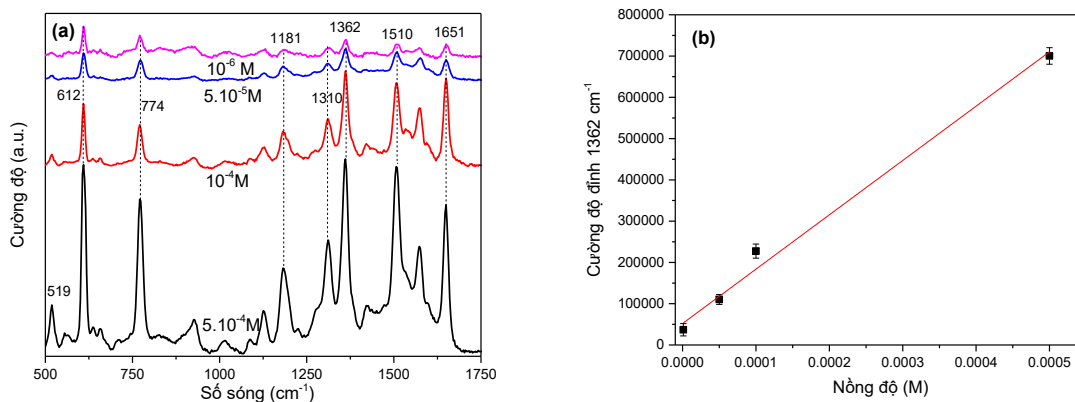 (a)
1181
1362
1510
1651
10-6 M
5.10-5M
612
774
1310
10-4M
519
5.10-4M
Cường độ (a.u.)
500 750 1000 1250 1500 1750
Số sóng (cm-1)
(b)
800000
700000
600000
500000
400000
300000
200000
100000
0
Cường độ đỉnh 1362 cm-1
0.0000 0.0001 0.0002 0.0003 0.0004 0.0005
Nồng độ (M)